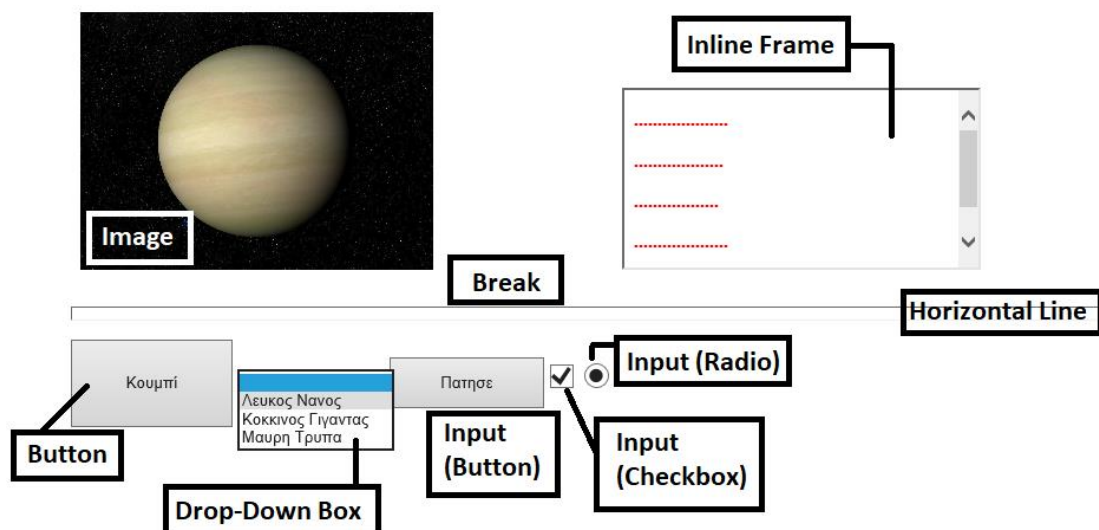 Inline Frame
Image
Break
Horizontal Line
Κουμπί
Λευκος Νανος
Κοκκινος Γιγαντας
Μαυρη Τρυπα
Πατησε
Input (Radio)
Button
Drop-Down Box
Input
(Button)
Input
(Checkbox)